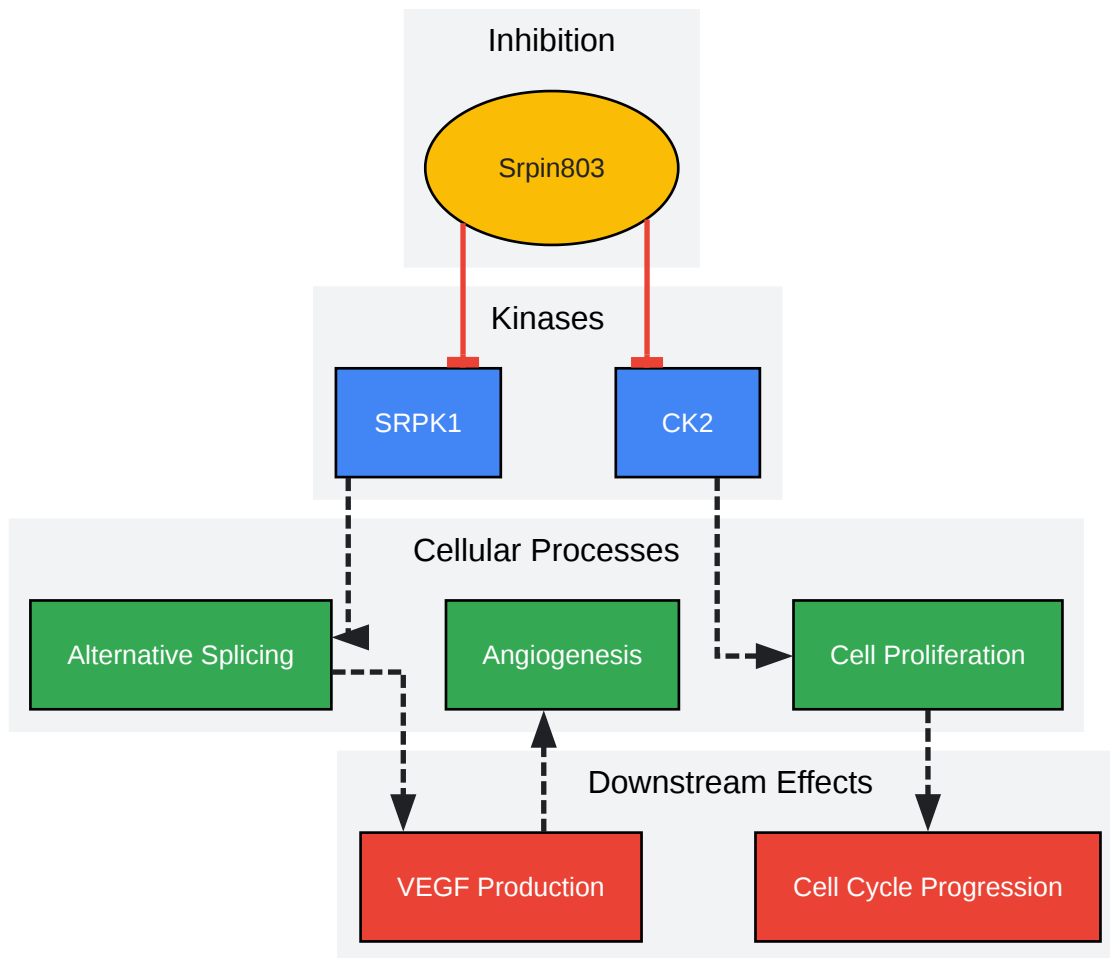 Inhibition
Srpin803
Kinases
SRPK1
CK2
Cellular Processes
Alternative Splicing
Angiogenesis
Cell Proliferation
Downstream Effects
VEGF Production
Cell Cycle Progression